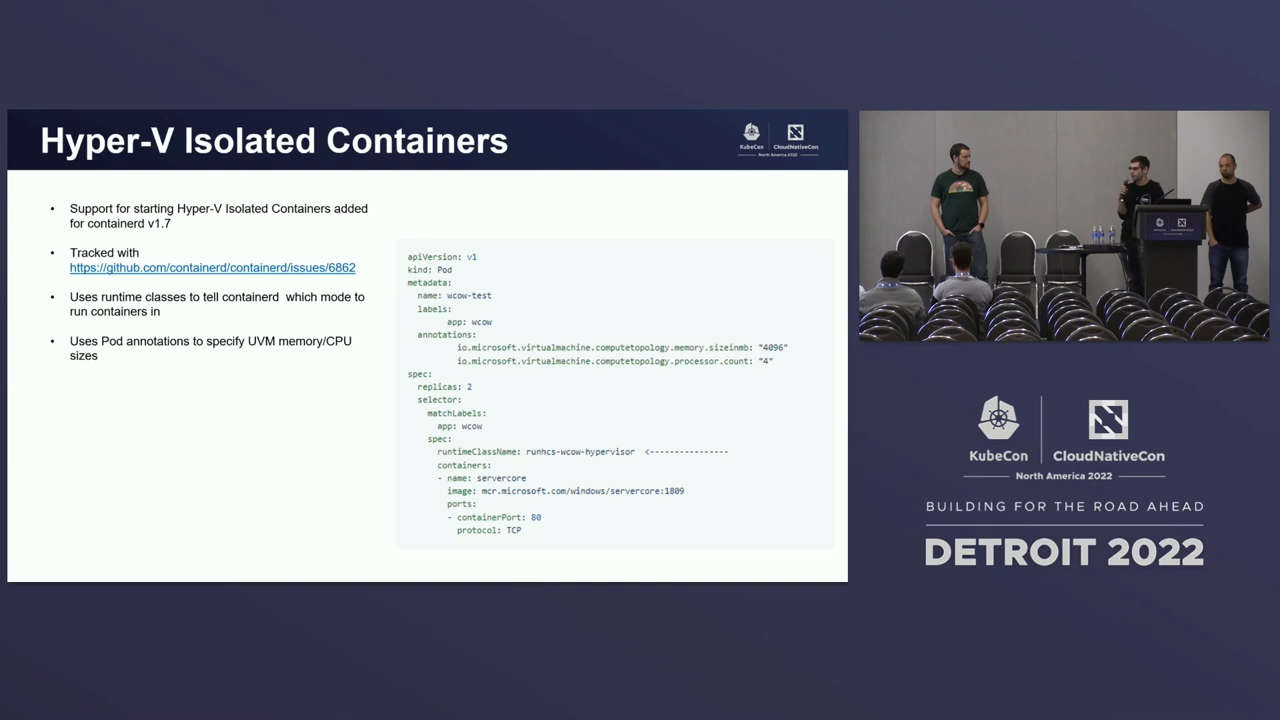 Hyper-V Isolated Containers
KubeCon
CloudNativeCon
North America 2022
• Support for starting Hyper-V Isolated Containers added
for containerd v1.7
• Tracked with
https://github.com/containerd/containerd/issues/6862
• Uses runtime classes to tell containerd which mode to
run containers in
• Uses Pod annotations to specify UVM memory/CPU
sizes
apiVersion: v1
kind: Pod
metadata:
  name: wcow-test
  labels:
        app: wcow
  annotations:
          io.microsoft.virtualmachine.computetopology.memory.sizeinmb: "4096"
          io.microsoft.virtualmachine.computetopology.processor.count: "4"
spec:
  replicas: 2
  selector:
    matchLabels:
      app: wcow
    spec:
      runtimeClassName: runhcs-wcow-hypervisor  <----------------
      containers:
      - name: servercore
        image: mcr.microsoft.com/windows/servercore:1809
        ports:
        - containerPort: 80
          protocol: TCP
KubeCon
CloudNativeCon
North America 2022
BUILDING FOR THE ROAD AHEAD
DETROIT 2022